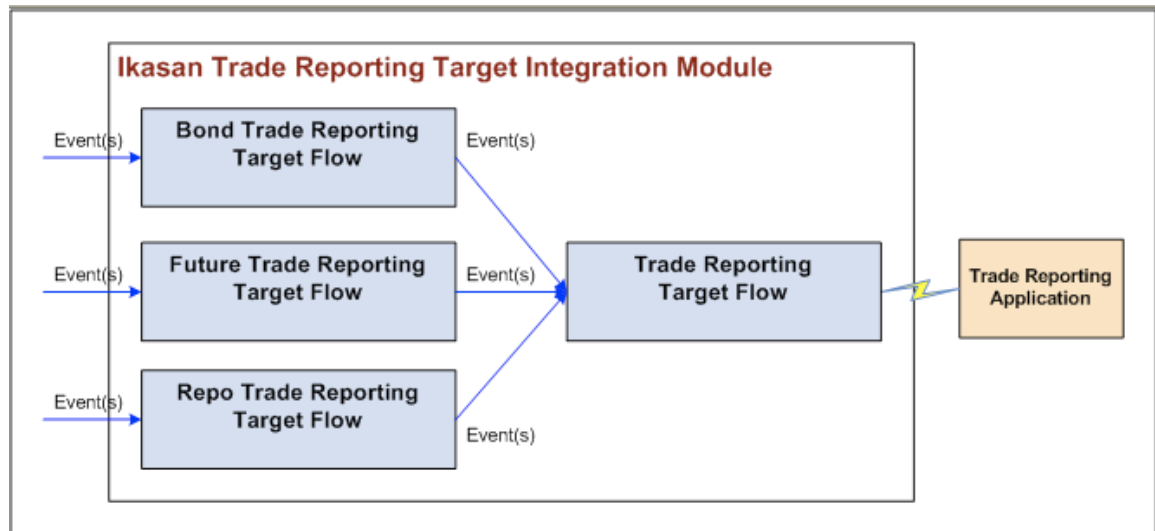 Ikasan Trade Reporting Target Integration Module
Event(s)
Bond Trade Reporting
Target Flow
Event(s)
Event(s)
Future Trade Reporting
Target Flow
Event(s)
Trade Reporting
Target Flow
Trade Reporting
Application
Event(s)
Repo Trade Reporting
Target Flow
Event(s)